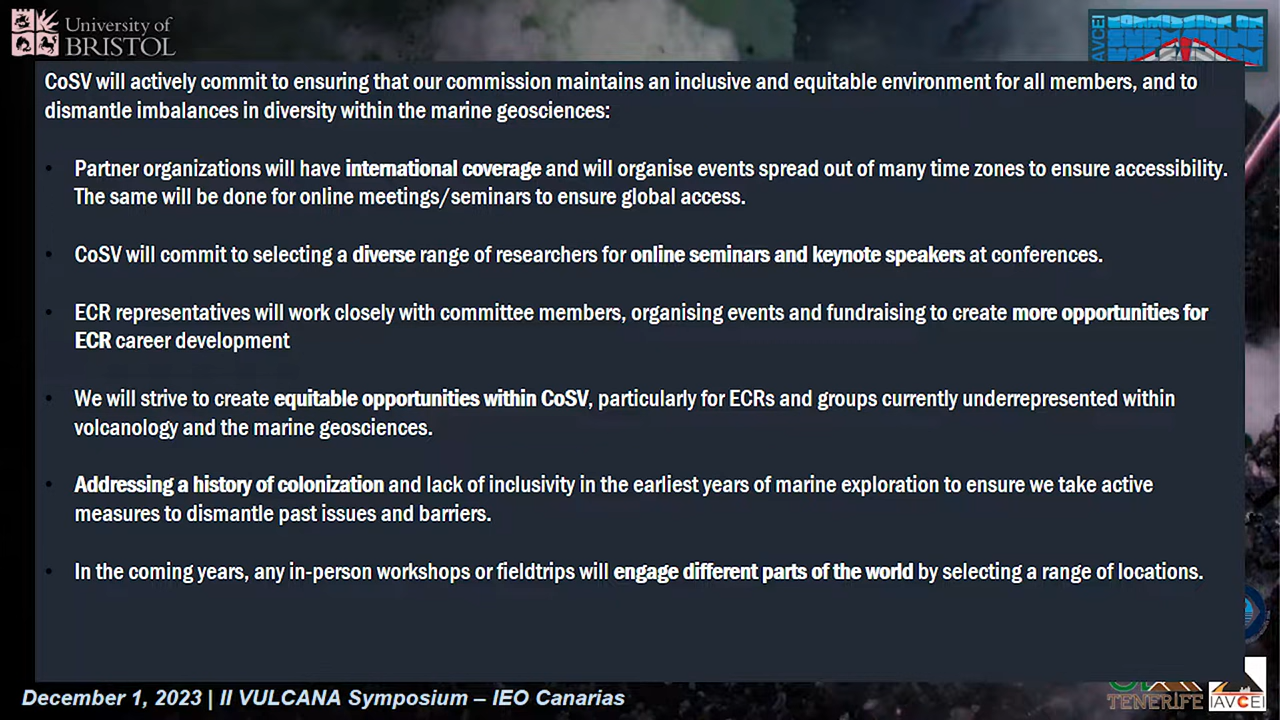 University of
BRISTOL
IAVCEI
COMMISSION ON
SUBMARINE
CoSV will actively commit to ensuring that our commission maintains an inclusive and equitable environment for all members, and to
dismantle imbalances in diversity within the marine geosciences:
• Partner organizations will have international coverage and will organise events spread out of many time zones to ensure accessibility.
The same will be done for online meetings/seminars to ensure global access.
• CoSV will commit to selecting a diverse range of researchers for online seminars and keynote speakers at conferences.
• ECR representatives will work closely with committee members, organising events and fundraising to create more opportunities for
ECR career development
• We will strive to create equitable opportunities within CoSV, particularly for ECRs and groups currently underrepresented within
volcanology and the marine geosciences.
• Addressing a history of colonization and lack of inclusivity in the earliest years of marine exploration to ensure we take active
measures to dismantle past issues and barriers.
• In the coming years, any in-person workshops or fieldtrips will engage different parts of the world by selecting a range of locations.
December 1, 2023 | II VULCANA Symposium – IEO Canarias
TENERIFE
IAVCEI